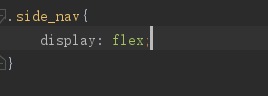 .side_nav{
display: flex;
}